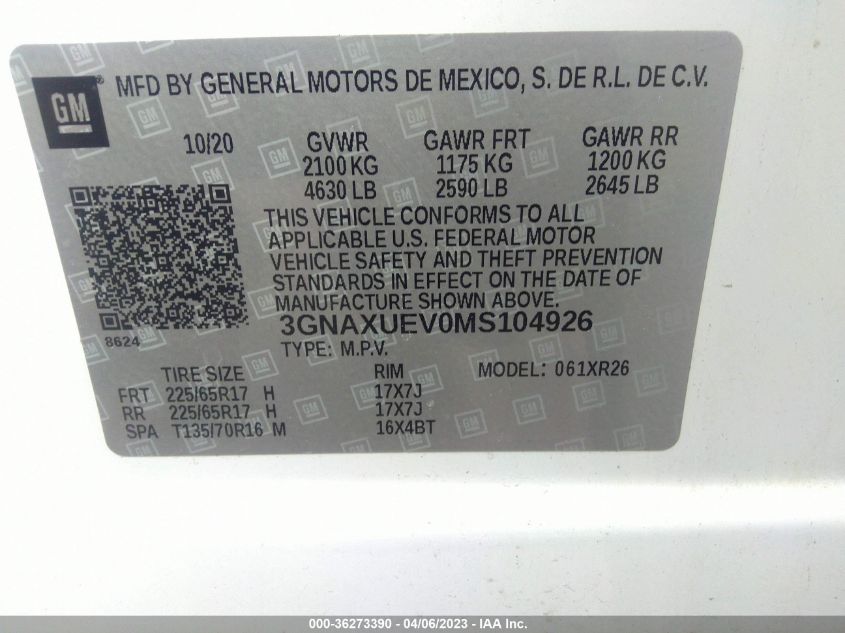 GM ® MFD BY GENERAL MOTORS DE MEXICO, S. DE R.L. DE C.V.
10/20 GVWR GAWR FRT GAWR RR
2100 KG 1175 KG 1200 KG
4630 LB 2590 LB 2645 LB
THIS VEHICLE CONFORMS TO ALL
APPLICABLE U.S. FEDERAL MOTOR
VEHICLE SAFETY AND THEFT PREVENTION
STANDARDS IN EFFECT ON THE DATE OF
MANUFACTURE SHOWN ABOVE.
8624 3GNAXUEV0MS104926
TYPE: M.P.V.
TIRE SIZE RIM MODEL: 061XR26
FRT 225/65R17 H 17X7J
RR 225/65R17 H 17X7J
SPA T135/70R16 M 16X4BT
000-36273390 - 04/06/2023 - IAA Inc.